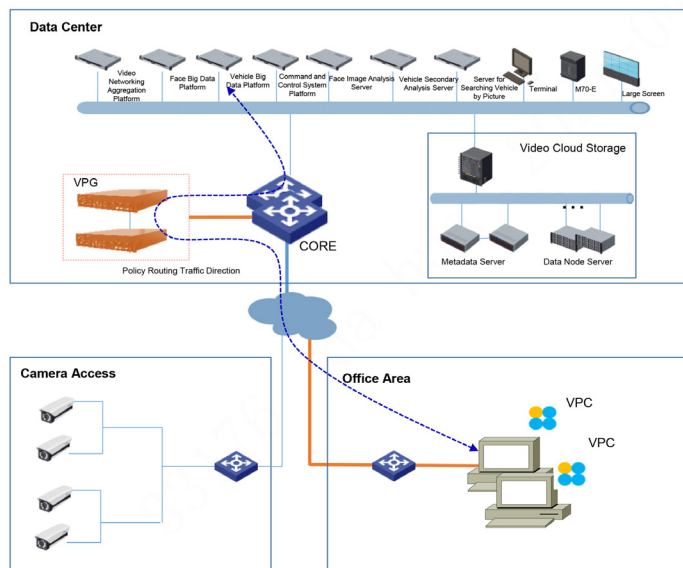 Data Center
Video
Networking
Aggregation
Platform
Face Big Data
Platform
Vehicle Big
Data Platform
Command and
Control System
Platform
Face Image Analysis
Server
Vehicle Secondary
Analysis Server
Server for
Searching Vehicle
by Picture
Terminal
M70-E
Large Screen
Video Cloud Storage
VPG
CORE
Metadata Server
Data Node Server
Policy Routing Traffic Direction
Camera Access
Office Area
VPC
VPC